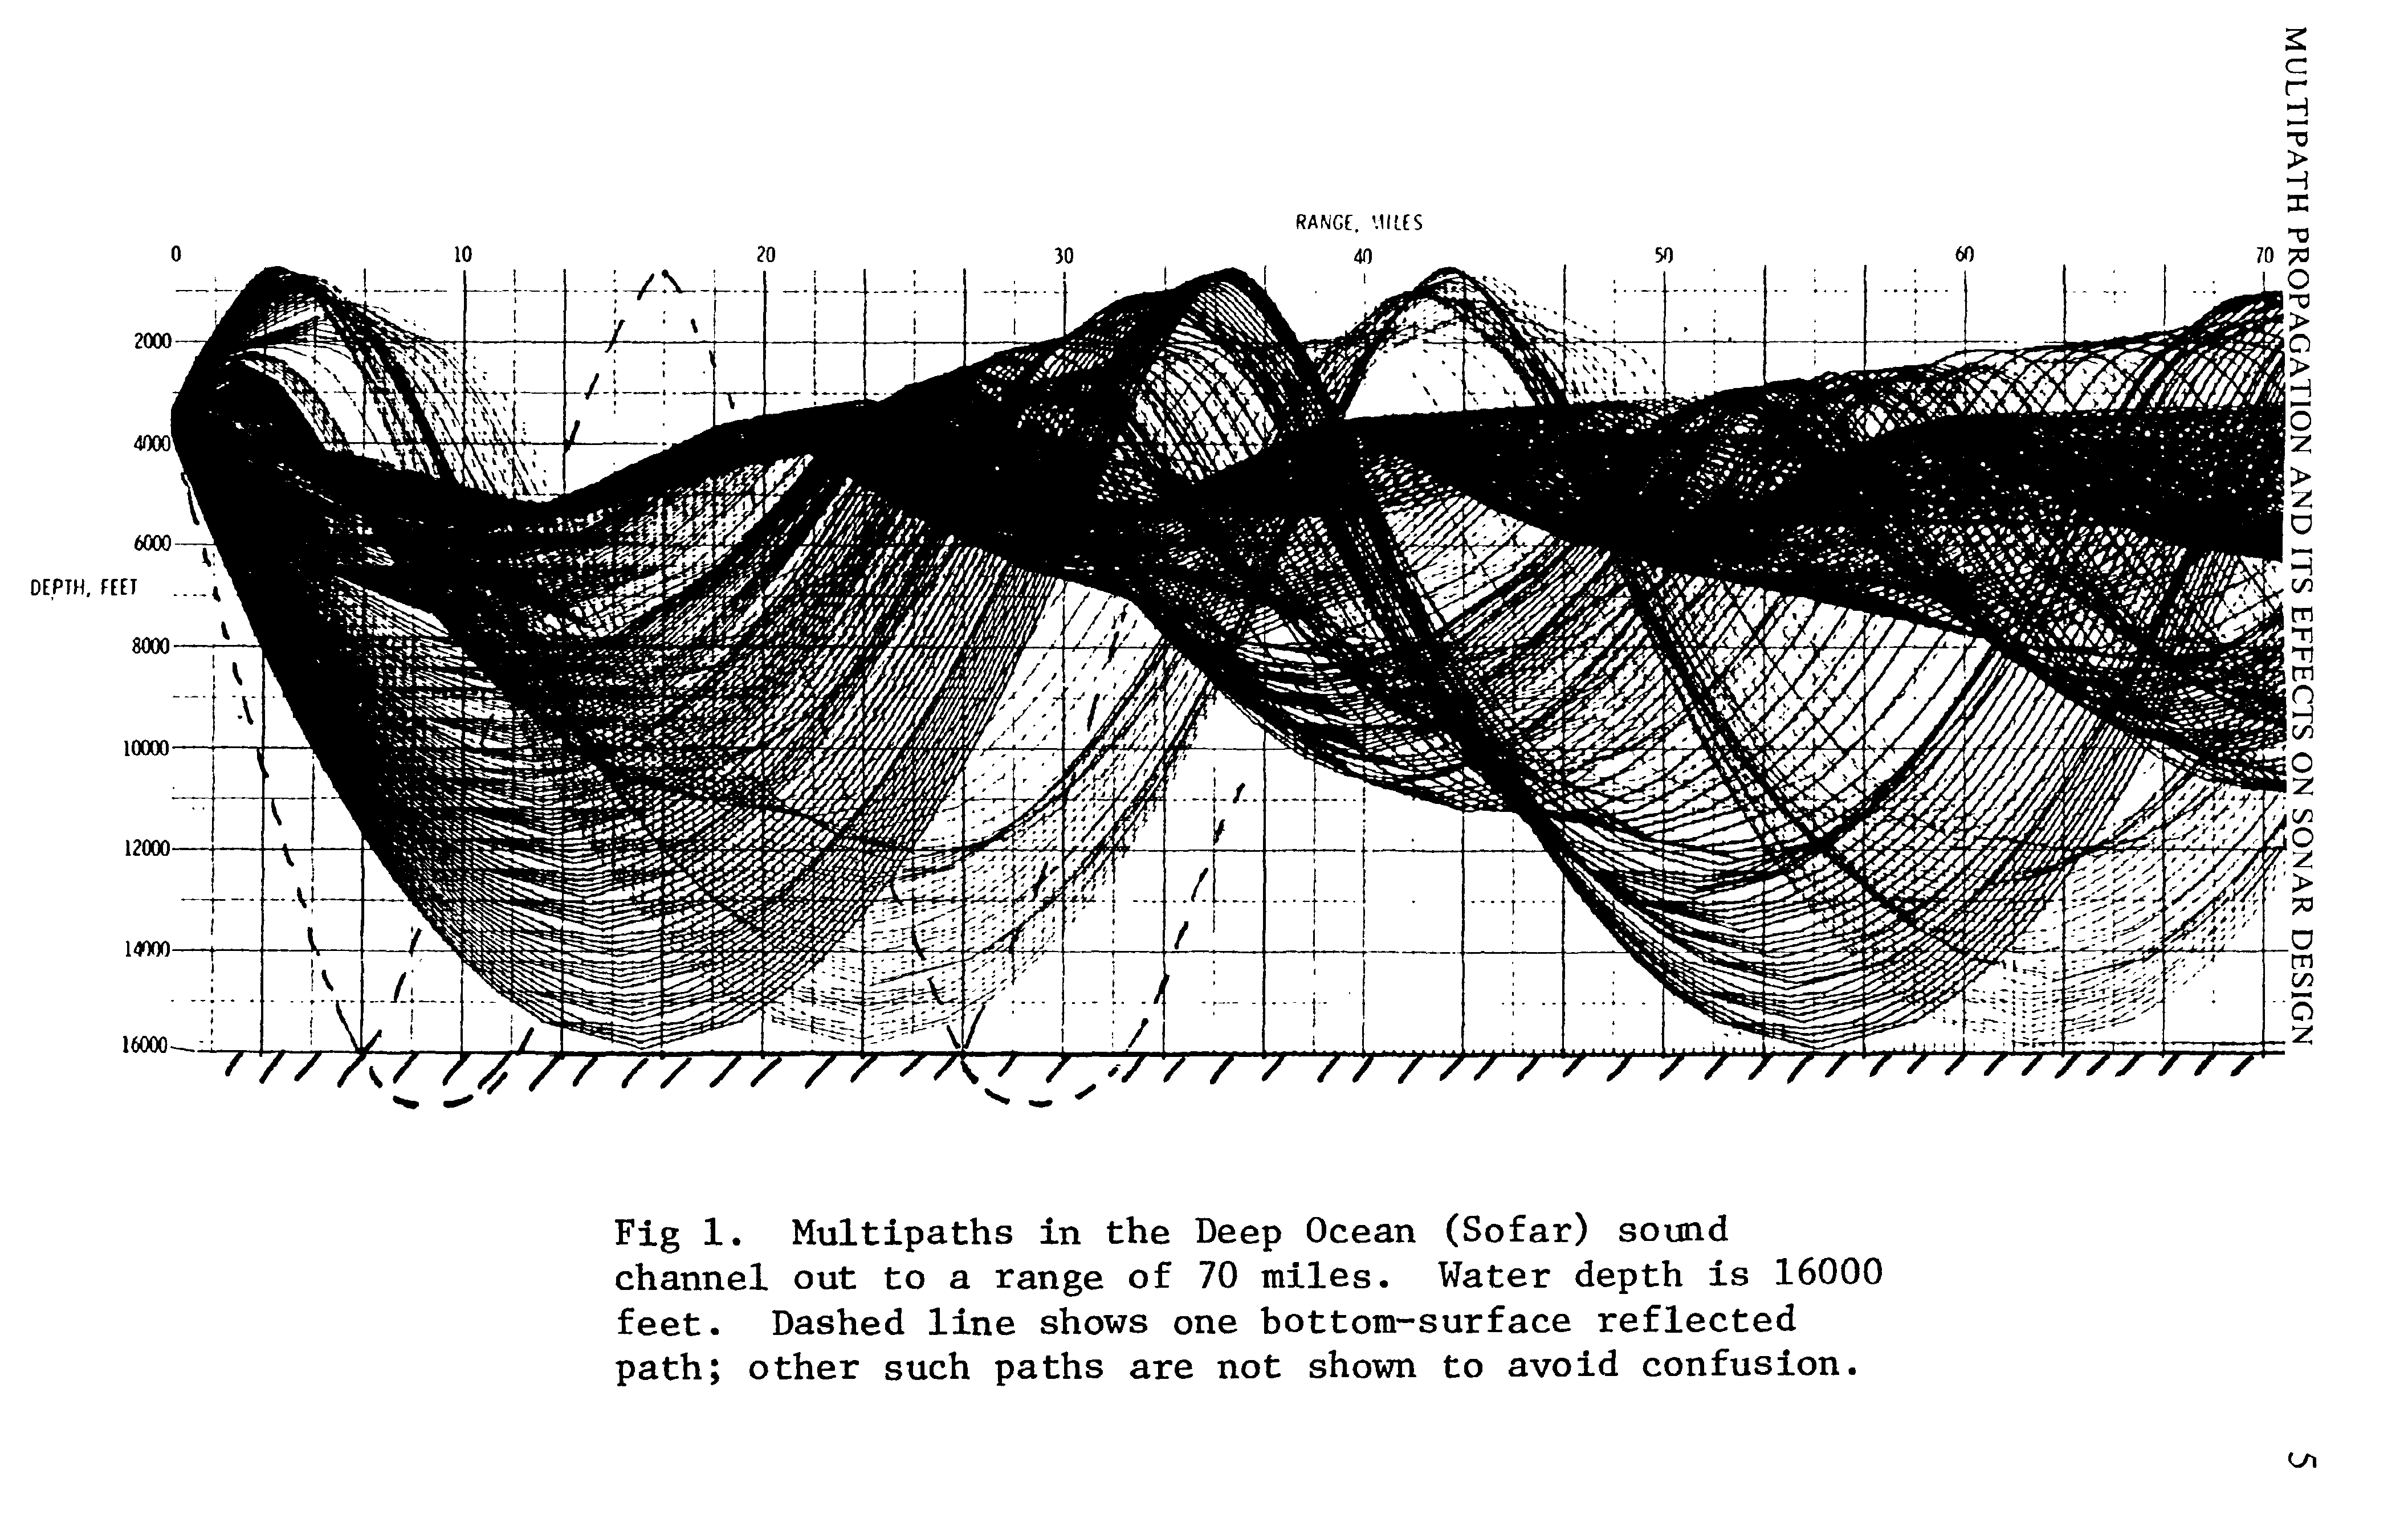 MULTIPATH PROPAGATION AND ITS EFFECTS ON SONAR DESIGN
RANGE, MILES
0 10 20 30 40 50 60 70
2000
4000
6000
DEPTH, FEET
8000
10000
12000
14000
16000
Fig 1. Multipaths in the Deep Ocean (Sofar) sound
channel out to a range of 70 miles. Water depth is 16000
feet. Dashed line shows one bottom-surface reflected
path; other such paths are not shown to avoid confusion.
5